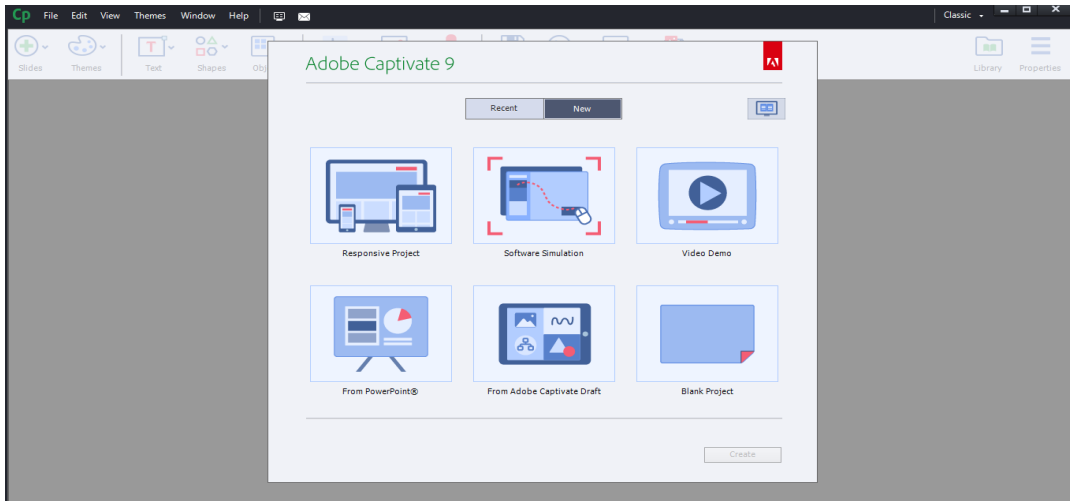 Cp File Edit View Themes Window Help Classic
Slides Themes Text Shapes Obj Library Properties
Adobe Captivate 9
Recent New
Responsive Project Software Simulation Video Demo
From PowerPoint® From Adobe Captivate Draft Blank Project
Create